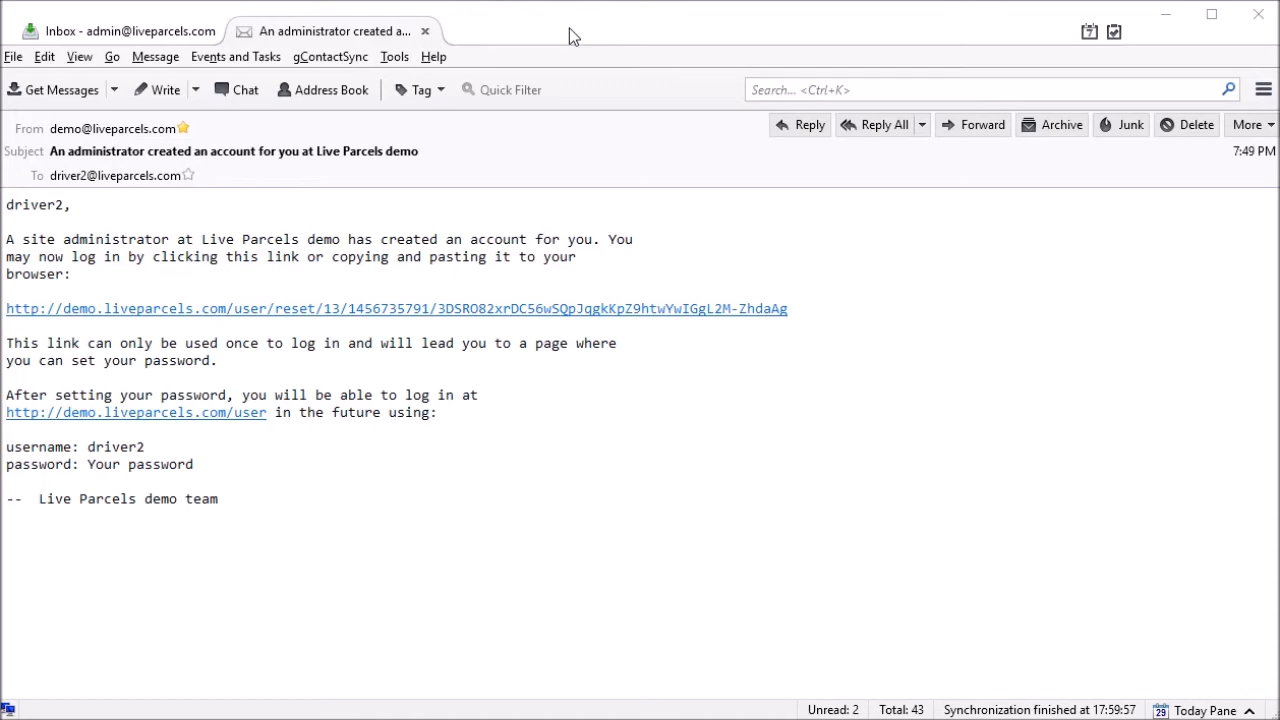 Inbox - admin@liveparcels.com An administrator created a...
7
File Edit View Go Message Events and Tasks gContactSync Tools Help
Get Messages Write Chat Address Book Tag Quick Filter Search... <Ctrl+K>
From demo@liveparcels.com Reply Reply All Forward Archive Junk Delete More
Subject An administrator created an account for you at Live Parcels demo 7:49 PM
To driver2@liveparcels.com
driver2,
A site administrator at Live Parcels demo has created an account for you. You
may now log in by clicking this link or copying and pasting it to your
browser:
http://demo.liveparcels.com/user/reset/13/1456735791/3DSRO82xrDC56wSQpJqgkKpZ9htwYwIGgL2M-ZhdaAg
This link can only be used once to log in and will lead you to a page where
you can set your password.
After setting your password, you will be able to log in at
http://demo.liveparcels.com/user in the future using:
username: driver2
password: Your password
-- Live Parcels demo team
Unread: 2 Total: 43 Synchronization finished at 17:59:57 29 Today Pane